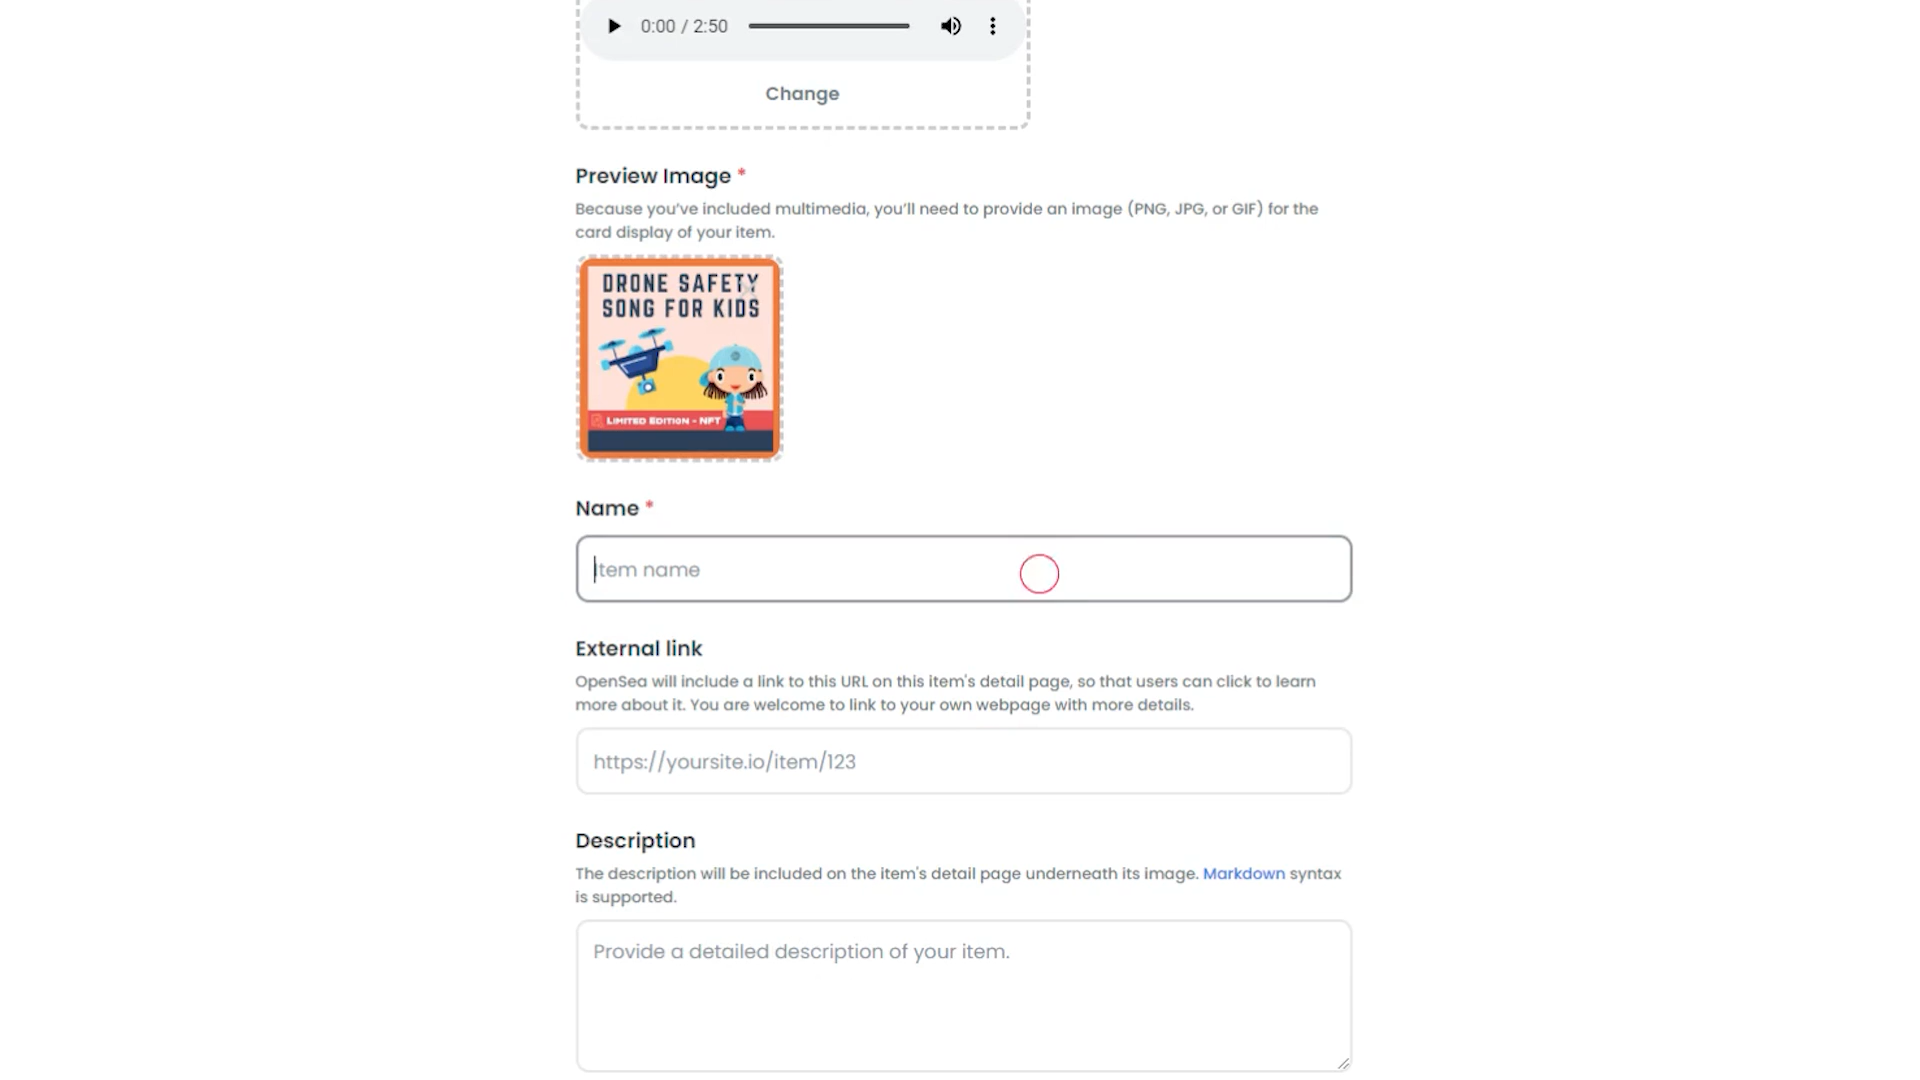 0:00 / 2:50
Change
Preview Image *
Because you've included multimedia, you'll need to provide an image (PNG, JPG, or GIF) for the
card display of your item.
DRONE SAFETY
SONG FOR KIDS
LIMITED EDITION - NFT
Name *
Item name
External link
OpenSea will include a link to this URL on this item's detail page, so that users can click to learn
more about it. You are welcome to link to your own webpage with more details.
https://yoursite.io/item/123
Description
The description will be included on the item's detail page underneath its image. Markdown syntax
is supported.
Provide a detailed description of your item.